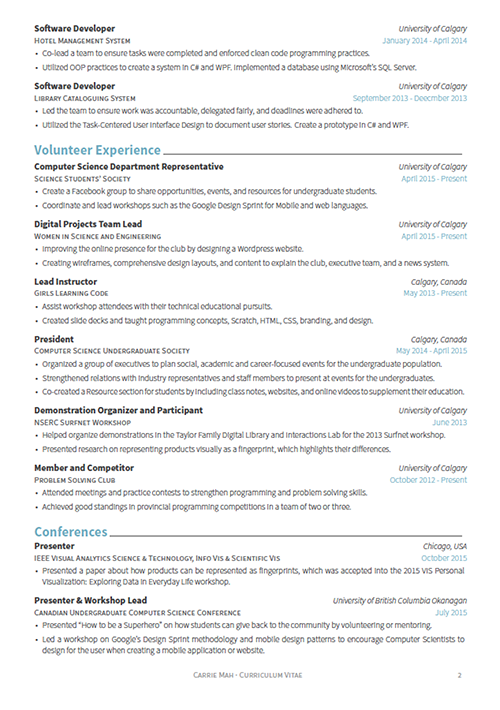 Software Developer University of Calgary
Hotel Management System January 2014 - April 2014
• Co-lead a team to ensure tasks were completed and enforced clean code programming practices.
• Utilized OOP practices to create a system in C# and WPF. Implemented a database using Microsoft's SQL Server.
Software Developer University of Calgary
Library Cataloguing System September 2013 - Deecmber 2013
• Led the team to ensure work was accountable, delegated fairly, and deadlines were adhered to.
• Utilized the Task-Centered User Interface Design to document user stories. Create a prototype in C# and WPF.
Volunteer Experience
Computer Science Department Representative University of Calgary
Science Students' Society April 2015 - Present
• Create a Facebook group to share opportunities, events, and resources for undergraduate students.
• Coordinate and lead workshops such as the Google Design Sprint for Mobile and web languages.
Digital Projects Team Lead University of Calgary
Women in Science and Engineering April 2015 - Present
• Improving the online presence for the club by designing a Wordpress website.
• Creating wireframes, comprehensive design layouts, and content to explain the club, executive team, and a news system.
Lead Instructor Calgary, Canada
Girls Learning Code May 2013 - Present
• Assist workshop attendees with their technical educational pursuits.
• Created slide decks and taught programming concepts, Scratch, HTML, CSS, branding, and design.
President Calgary, Canada
Computer Science Undergraduate Society May 2014 - April 2015
• Organized a group of executives to plan social, academic and career-focused events for the undergraduate population.
• Strengthened relations with industry representatives and staff members to present at events for the undergraduates.
• Co-created a Resource section for students by including class notes, websites, and online videos to supplement their education.
Demonstration Organizer and Participant University of Calgary
NSERC Surfnet Workshop June 2013
• Helped organize demonstrations in the Taylor Family Digital Library and Interactions Lab for the 2013 Surfnet workshop.
• Presented research on representing products visually as a fingerprint, which highlights their differences.
Member and Competitor University of Calgary
Problem Solving Club October 2012 - Present
• Attended meetings and practice contests to strengthen programming and problem solving skills.
• Achieved good standings in provincial programming competitions in a team of two or three.
Conferences
Presenter Chicago, USA
IEEE Visual Analytics Science & Technology, Info Vis & Scientific Vis October 2015
• Presented a paper about how products can be represented as fingerprints, which was accepted into the 2015 VIS Personal
Visualization: Exploring Data in Everyday Life workshop.
Presenter & Workshop Lead University of British Columbia Okanagan
Canadian Undergraduate Computer Science Conference July 2015
• Presented "How to be a Superhero" on how students can give back to the community by volunteering or mentoring.
• Led a workshop on Google's Design Sprint methodology and mobile design patterns to encourage Computer Scientists to
design for the user when creating a mobile application or website.
Carrie Mah - Curriculum Vitae 2